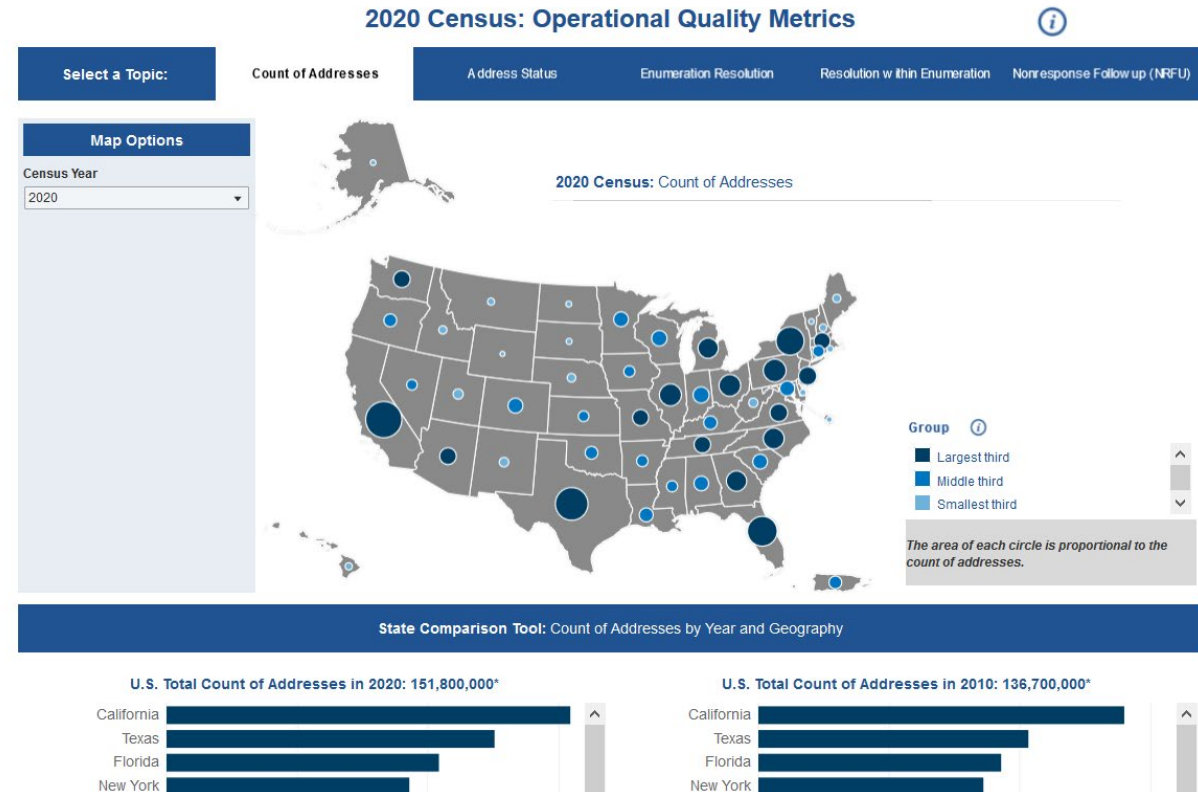 2020 Census: Operational Quality Metrics
i
Select a Topic:
Count of Addresses
Address Status
Enumeration Resolution
Resolution within Enumeration
Nonresponse Followup (NRFU)
Map Options
Census Year
2020
2020 Census: Count of Addresses
Group i
Largest third
Middle third
Smallest third
The area of each circle is proportional to the
count of addresses.
State Comparison Tool: Count of Addresses by Year and Geography
U.S. Total Count of Addresses in 2020: 151,800,000*
California
Texas
Florida
New York
U.S. Total Count of Addresses in 2010: 136,700,000*
California
Texas
Florida
New York